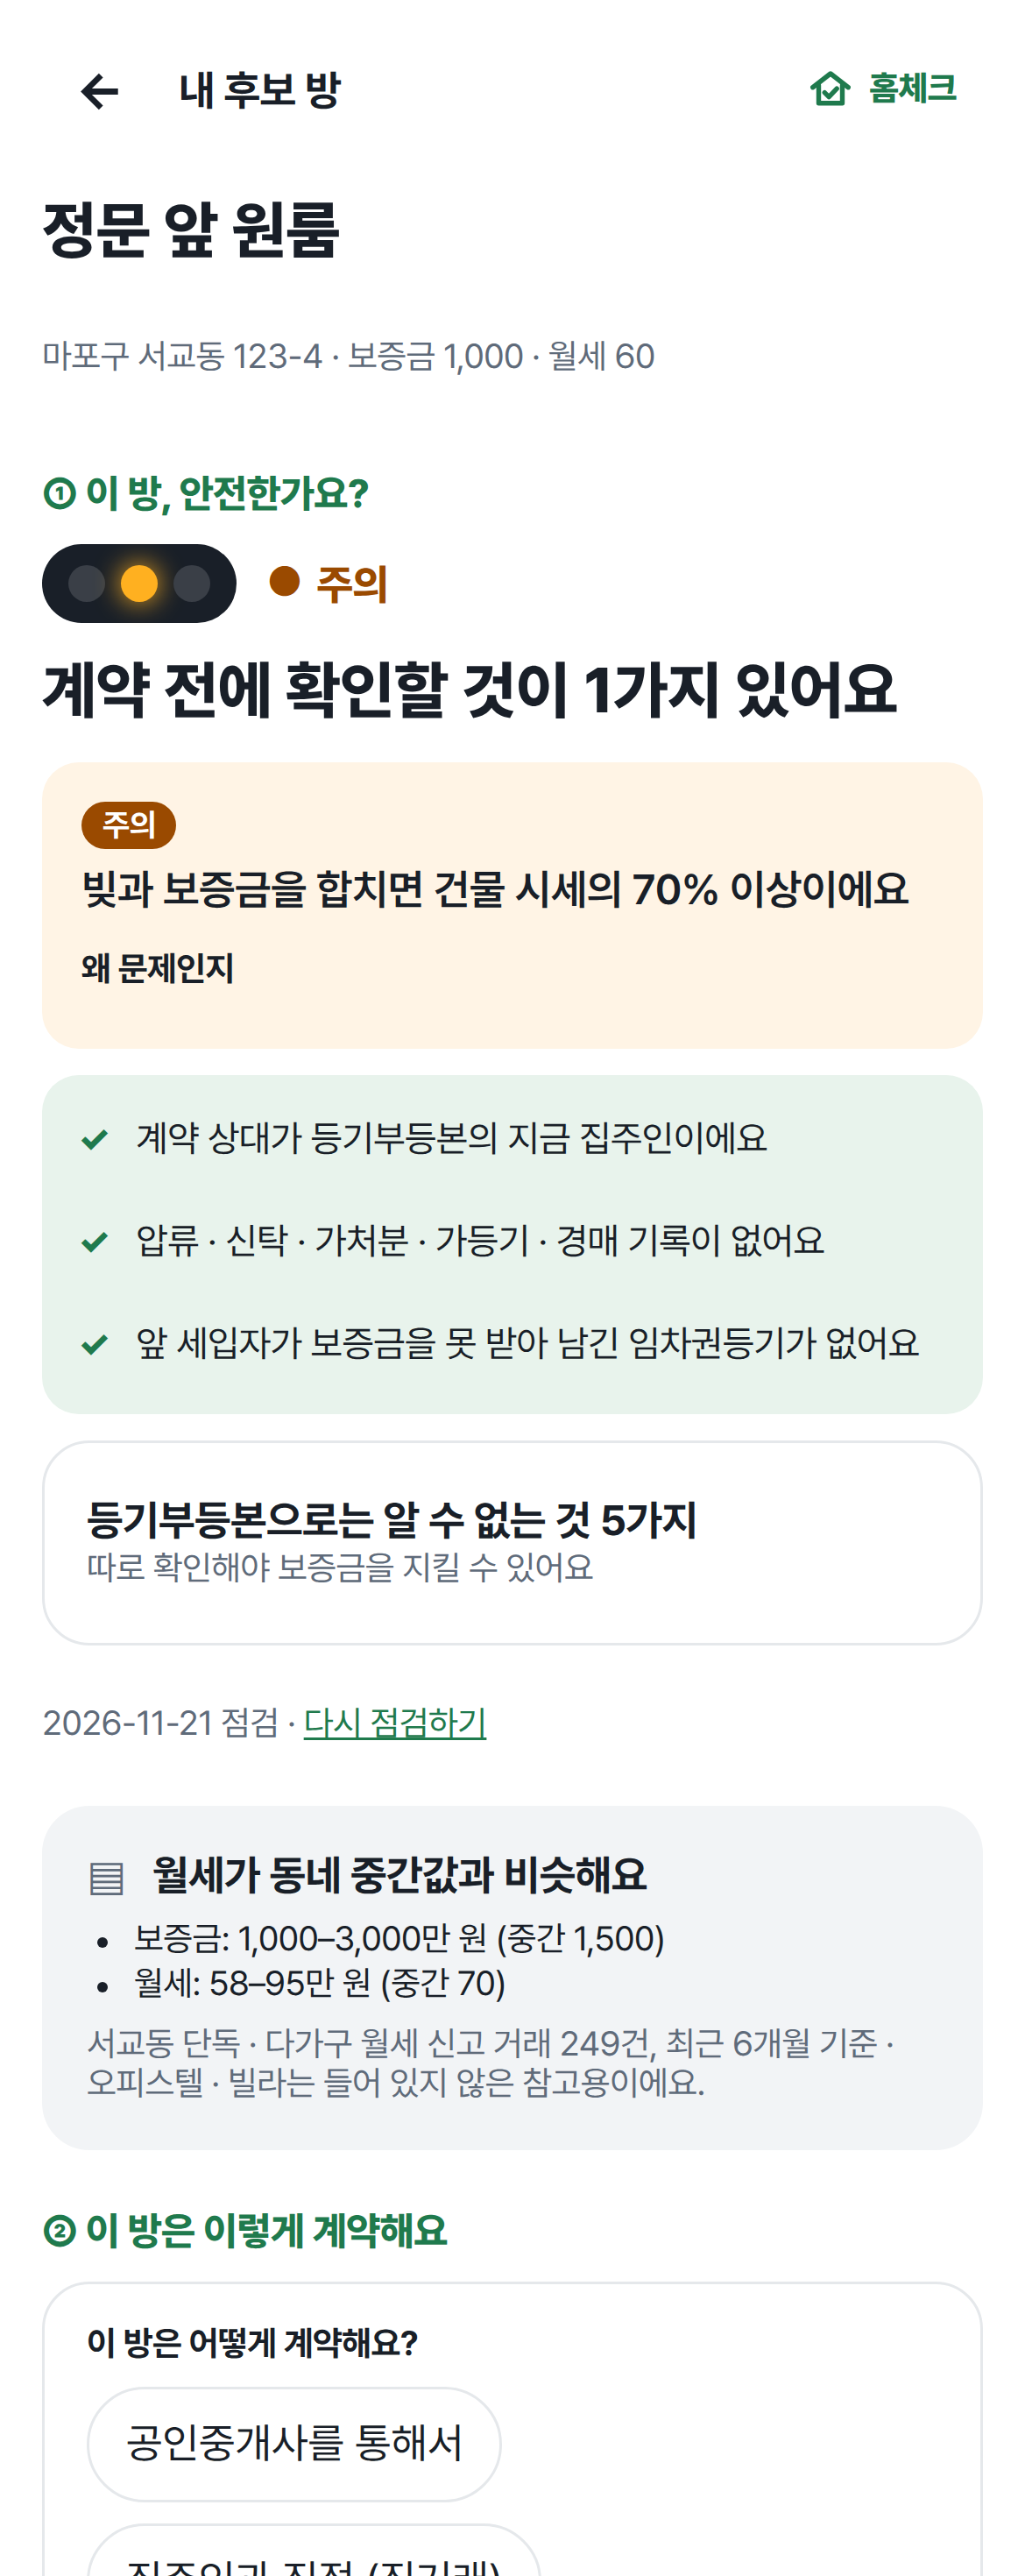 ← 내 후보 방 홈체크
정문 앞 원룸
마포구 서교동 123-4 · 보증금 1,000 · 월세 60
① 이 방, 안전한가요?
주의
계약 전에 확인할 것이 1가지 있어요
주의
빚과 보증금을 합치면 건물 시세의 70% 이상이에요
왜 문제인지
✓ 계약 상대가 등기부등본의 지금 집주인이에요
✓ 압류 · 신탁 · 가처분 · 가등기 · 경매 기록이 없어요
✓ 앞 세입자가 보증금을 못 받아 남긴 임차권등기가 없어요
등기부등본으로는 알 수 없는 것 5가지
따로 확인해야 보증금을 지킬 수 있어요
2026-11-21 점검 · 다시 점검하기
▤ 월세가 동네 중간값과 비슷해요
• 보증금: 1,000–3,000만 원 (중간 1,500)
• 월세: 58–95만 원 (중간 70)
서교동 단독 · 다가구 월세 신고 거래 249건, 최근 6개월 기준 ·
오피스텔 · 빌라는 들어 있지 않은 참고용이에요.
② 이 방은 이렇게 계약해요
이 방은 어떻게 계약해요?
공인중개사를 통해서
집주인과 직접 (직거래)